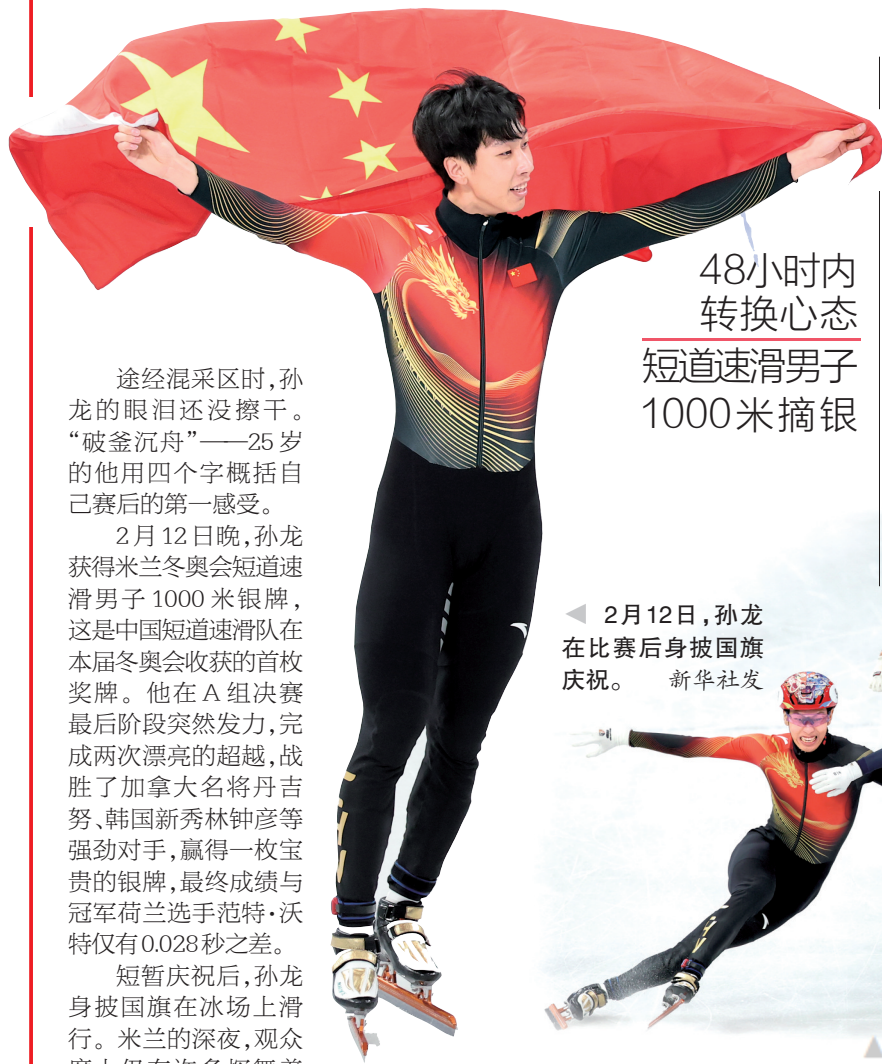 48小时内
转换心态
短道速滑男子
1000米摘银
途经混采区时,孙
龙的眼泪还没擦干。
“破釜沉舟”——25岁
的他用四个字概括自
己赛后的第一感受。
2月12日晚,孙龙
获得米兰冬奥会短道速
滑男子1000米银牌,
这是中国短道速滑队在
本届冬奥会收获的首枚
奖牌。他在A组决赛
最后阶段突然发力,完
成两次漂亮的超越,战
胜了加拿大名将丹吉
努、韩国新秀林钟彦等
强劲对手,赢得一枚宝
贵的银牌,最终成绩与
冠军荷兰选手范特·沃
特仅有0.028秒之差。
短暂庆祝后,孙龙
身披国旗在冰场上滑
行。米兰的深夜,观众
◀ 2月12日,孙龙
在比赛后身披国旗
庆祝。 新华社发